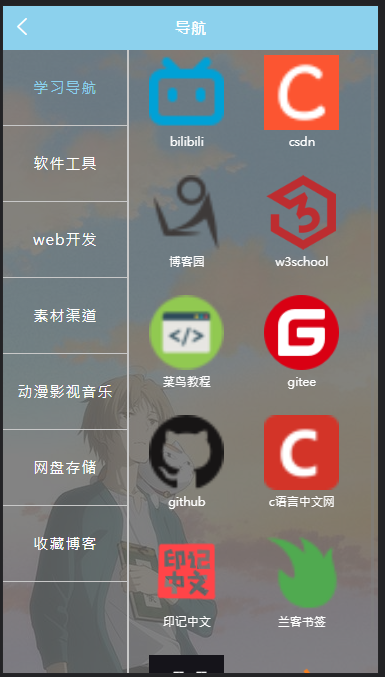 导航
学习导航
软件工具
web开发
素材渠道
动漫影视音乐
网盘存储
收藏博客
bilibili
C
csdn
博客园
3
w3school
</>
菜鸟教程
G
gitee
github
C
c语言中文网
印记
中文
印记中文
兰客书签